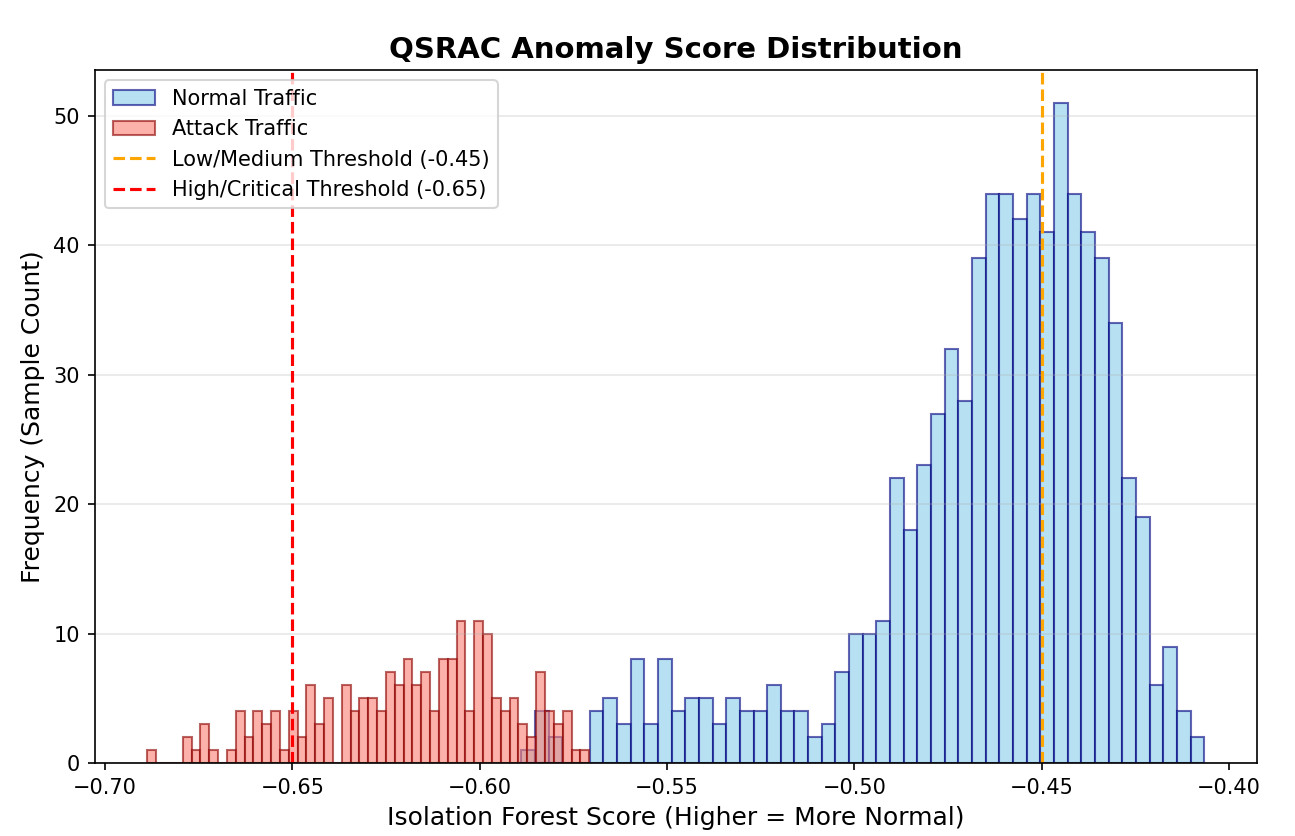 QSRAC Anomaly Score Distribution
Normal Traffic
Attack Traffic
Low/Medium Threshold (-0.45)
High/Critical Threshold (-0.65)
Frequency (Sample Count)
50
40
30
20
10
0
−0.70 −0.65 −0.60 −0.55 −0.50 −0.45 −0.40
Isolation Forest Score (Higher = More Normal)